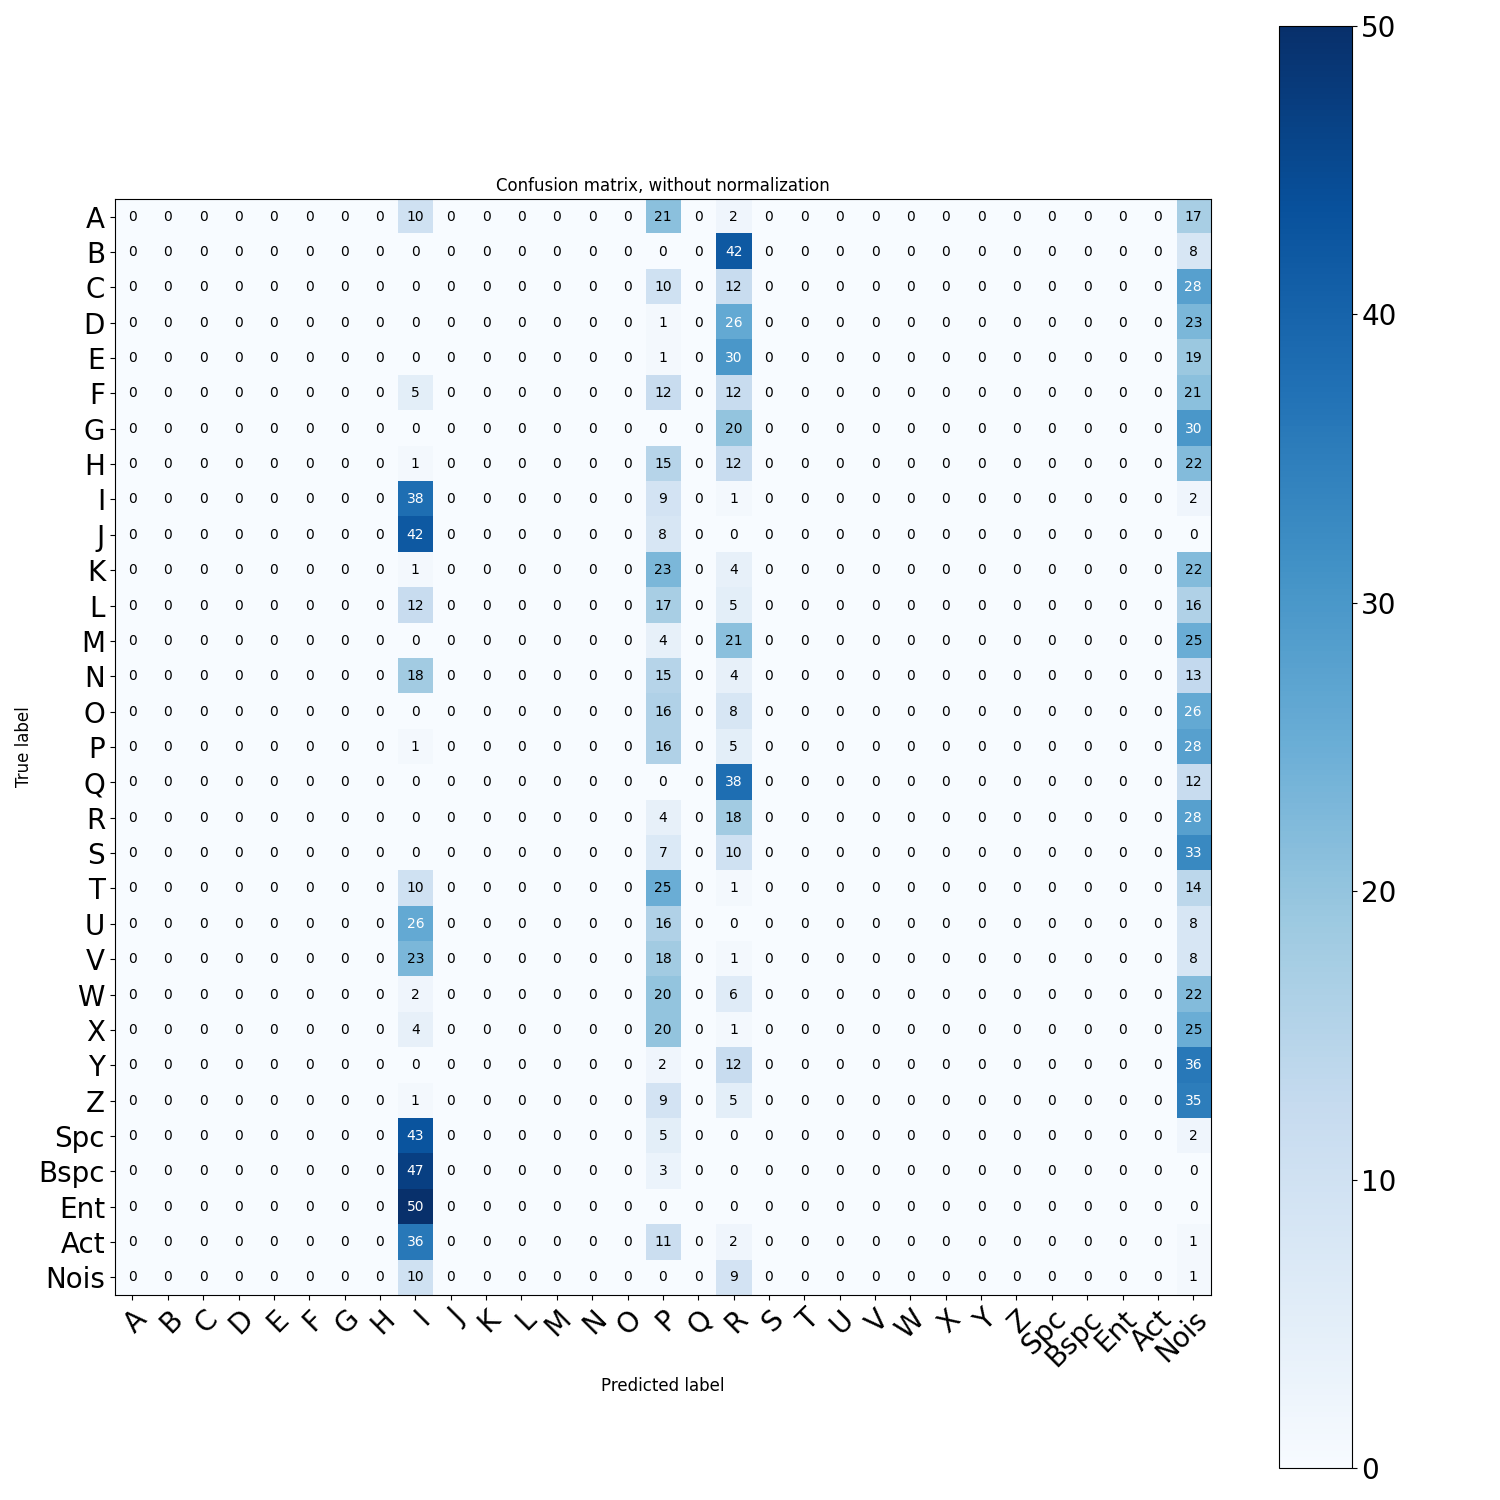 Confusion matrix, without normalization
A 0 0 0 0 0 0 0 0 10 0 0 0 0 0 0 21 0 2 0 0 0 0 0 0 0 0 0 0 0 0 17
B 0 0 0 0 0 0 0 0 0 0 0 0 0 0 0 0 0 42 0 0 0 0 0 0 0 0 0 0 0 0 8
C 0 0 0 0 0 0 0 0 0 0 0 0 0 0 0 10 0 12 0 0 0 0 0 0 0 0 0 0 0 0 28
D 0 0 0 0 0 0 0 0 0 0 0 0 0 0 0 1 0 26 0 0 0 0 0 0 0 0 0 0 0 0 23
E 0 0 0 0 0 0 0 0 0 0 0 0 0 0 0 1 0 30 0 0 0 0 0 0 0 0 0 0 0 0 19
F 0 0 0 0 0 0 0 0 5 0 0 0 0 0 0 12 0 12 0 0 0 0 0 0 0 0 0 0 0 0 21
G 0 0 0 0 0 0 0 0 0 0 0 0 0 0 0 0 0 20 0 0 0 0 0 0 0 0 0 0 0 0 30
H 0 0 0 0 0 0 0 0 1 0 0 0 0 0 0 15 0 12 0 0 0 0 0 0 0 0 0 0 0 0 22
I 0 0 0 0 0 0 0 0 38 0 0 0 0 0 0 9 0 1 0 0 0 0 0 0 0 0 0 0 0 0 2
J 0 0 0 0 0 0 0 0 42 0 0 0 0 0 0 8 0 0 0 0 0 0 0 0 0 0 0 0 0 0 0
K 0 0 0 0 0 0 0 0 1 0 0 0 0 0 0 23 0 4 0 0 0 0 0 0 0 0 0 0 0 0 22
L 0 0 0 0 0 0 0 0 12 0 0 0 0 0 0 17 0 5 0 0 0 0 0 0 0 0 0 0 0 0 16
M 0 0 0 0 0 0 0 0 0 0 0 0 0 0 0 4 0 21 0 0 0 0 0 0 0 0 0 0 0 0 25
N 0 0 0 0 0 0 0 0 18 0 0 0 0 0 0 15 0 4 0 0 0 0 0 0 0 0 0 0 0 0 13
O 0 0 0 0 0 0 0 0 0 0 0 0 0 0 0 16 0 8 0 0 0 0 0 0 0 0 0 0 0 0 26
P 0 0 0 0 0 0 0 0 1 0 0 0 0 0 0 16 0 5 0 0 0 0 0 0 0 0 0 0 0 0 28
Q 0 0 0 0 0 0 0 0 0 0 0 0 0 0 0 0 0 38 0 0 0 0 0 0 0 0 0 0 0 0 12
R 0 0 0 0 0 0 0 0 0 0 0 0 0 0 0 4 0 18 0 0 0 0 0 0 0 0 0 0 0 0 28
S 0 0 0 0 0 0 0 0 0 0 0 0 0 0 0 7 0 10 0 0 0 0 0 0 0 0 0 0 0 0 33
T 0 0 0 0 0 0 0 0 10 0 0 0 0 0 0 25 0 1 0 0 0 0 0 0 0 0 0 0 0 0 14
U 0 0 0 0 0 0 0 0 26 0 0 0 0 0 0 16 0 0 0 0 0 0 0 0 0 0 0 0 0 0 8
V 0 0 0 0 0 0 0 0 23 0 0 0 0 0 0 18 0 1 0 0 0 0 0 0 0 0 0 0 0 0 8
W 0 0 0 0 0 0 0 0 2 0 0 0 0 0 0 20 0 6 0 0 0 0 0 0 0 0 0 0 0 0 22
X 0 0 0 0 0 0 0 0 4 0 0 0 0 0 0 20 0 1 0 0 0 0 0 0 0 0 0 0 0 0 25
Y 0 0 0 0 0 0 0 0 0 0 0 0 0 0 0 2 0 12 0 0 0 0 0 0 0 0 0 0 0 0 36
Z 0 0 0 0 0 0 0 0 1 0 0 0 0 0 0 9 0 5 0 0 0 0 0 0 0 0 0 0 0 0 35
Spc 0 0 0 0 0 0 0 0 43 0 0 0 0 0 0 5 0 0 0 0 0 0 0 0 0 0 0 0 0 0 2
Bspc 0 0 0 0 0 0 0 0 47 0 0 0 0 0 0 3 0 0 0 0 0 0 0 0 0 0 0 0 0 0 0
Ent 0 0 0 0 0 0 0 0 50 0 0 0 0 0 0 0 0 0 0 0 0 0 0 0 0 0 0 0 0 0 0
Act 0 0 0 0 0 0 0 0 36 0 0 0 0 0 0 11 0 2 0 0 0 0 0 0 0 0 0 0 0 0 1
Nois 0 0 0 0 0 0 0 0 10 0 0 0 0 0 0 0 0 9 0 0 0 0 0 0 0 0 0 0 0 0 1
A B C D E F G H I J K L M N O P Q R S T U V W X Y Z Spc Bspc Ent Act Nois
Predicted label
True label
50
40
30
20
10
0